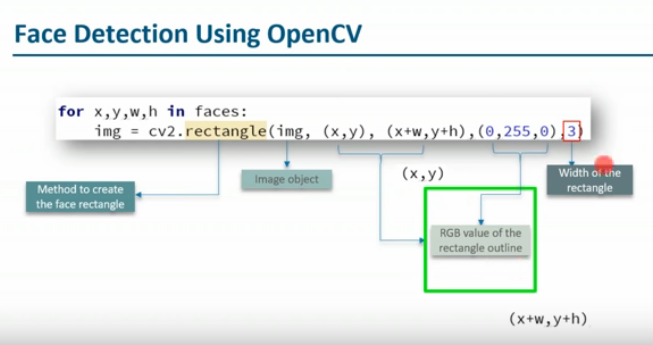 Face Detection Using OpenCV
for x,y,w,h in faces:
img = cv2.rectangle(img, (x,y), (x+w,y+h),(0,255,0),3)
Method to create
the face rectangle
Image object
(x,y)
Width of the
rectangle
RGB value of the
rectangle outline
(x+w,y+h)